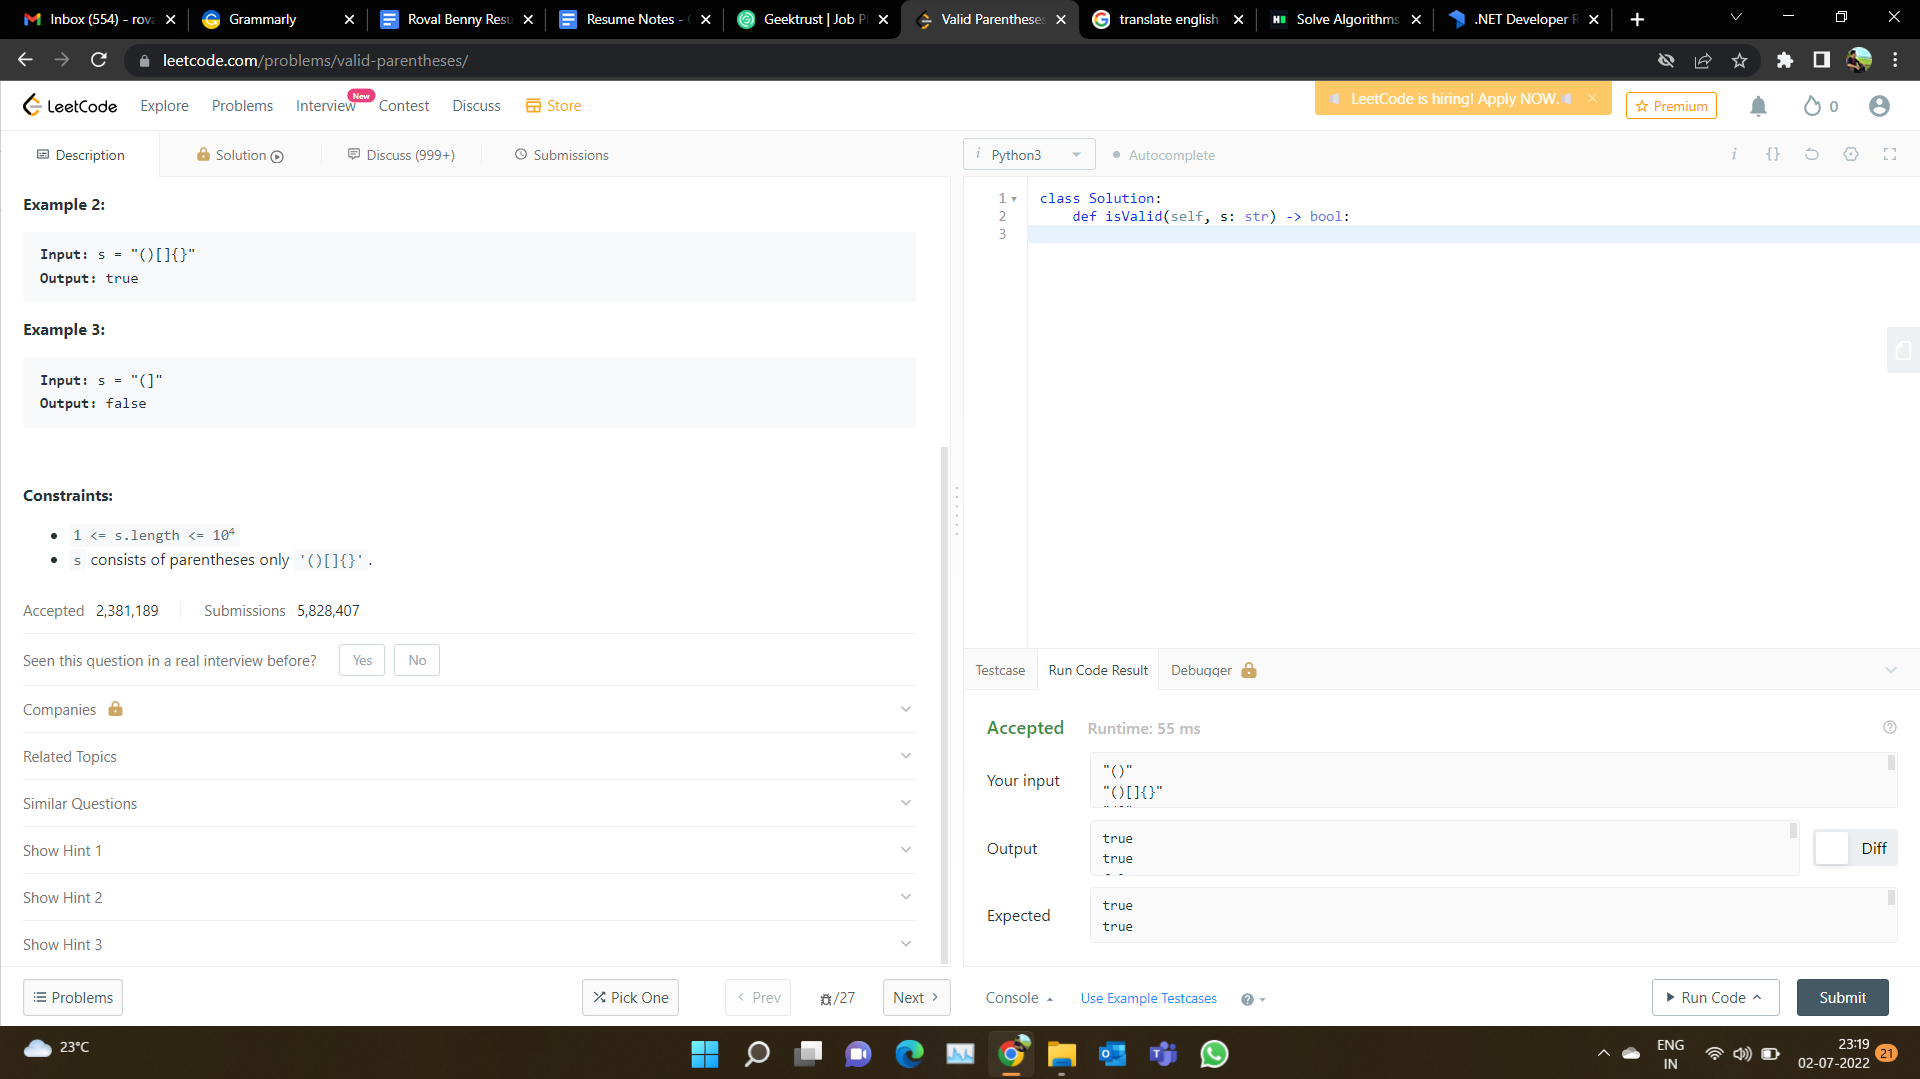 Inbox (554) - rova
Grammarly
Roval Benny Resu
Resume Notes - 
Geektrust | Job P
Valid Parentheses
translate english
Solve Algorithms
.NET Developer R
leetcode.com/problems/valid-parentheses/
LeetCode
Explore
Problems
Interview
New
Contest
Discuss
Store
LeetCode is hiring! Apply NOW.
Premium
0
Description
Solution
Discuss (999+)
Submissions
Python3
Autocomplete
Example 2:
Input: s = "()[]{}"
Output: true
Example 3:
Input: s = "(]"
Output: false
Constraints:
1 <= s.length <= 10⁴
s consists of parentheses only '()[]{}'.
Accepted 2,381,189
Submissions 5,828,407
Seen this question in a real interview before?
Yes
No
Companies
Related Topics
Similar Questions
Show Hint 1
Show Hint 2
Show Hint 3
1 class Solution:
2 def isValid(self, s: str) -> bool:
3
Testcase
Run Code Result
Debugger
Accepted
Runtime: 55 ms
Your input
"()"
"()[]{}"
Output
true
true
Diff
Expected
true
true
Problems
Pick One
Prev
/27
Next
Console
Use Example Testcases
Run Code
Submit
23°C
ENG
IN
23:19
02-07-2022
21